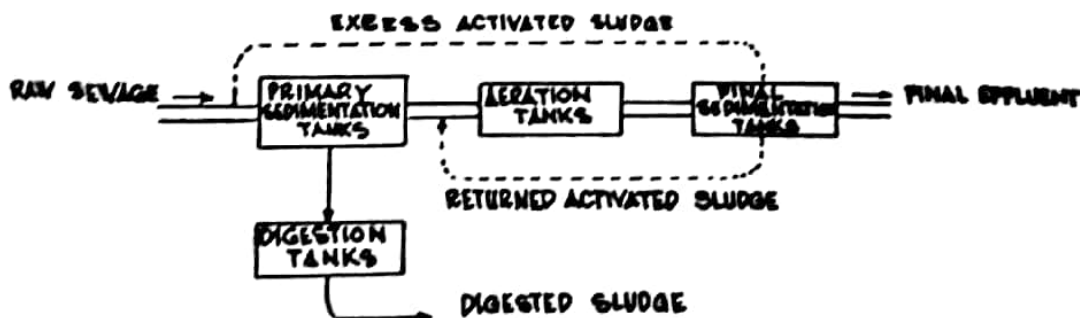 EXCESS ACTIVATED SLUDGE
RAW SEWAGE
PRIMARY
SEDIMENTATION
TANKS
AERATION
TANKS
FINAL
SEDIMENTATION
TANKS
FINAL EFFLUENT
RETURNED ACTIVATED SLUDGE
DIGESTION
TANKS
DIGESTED SLUDGE